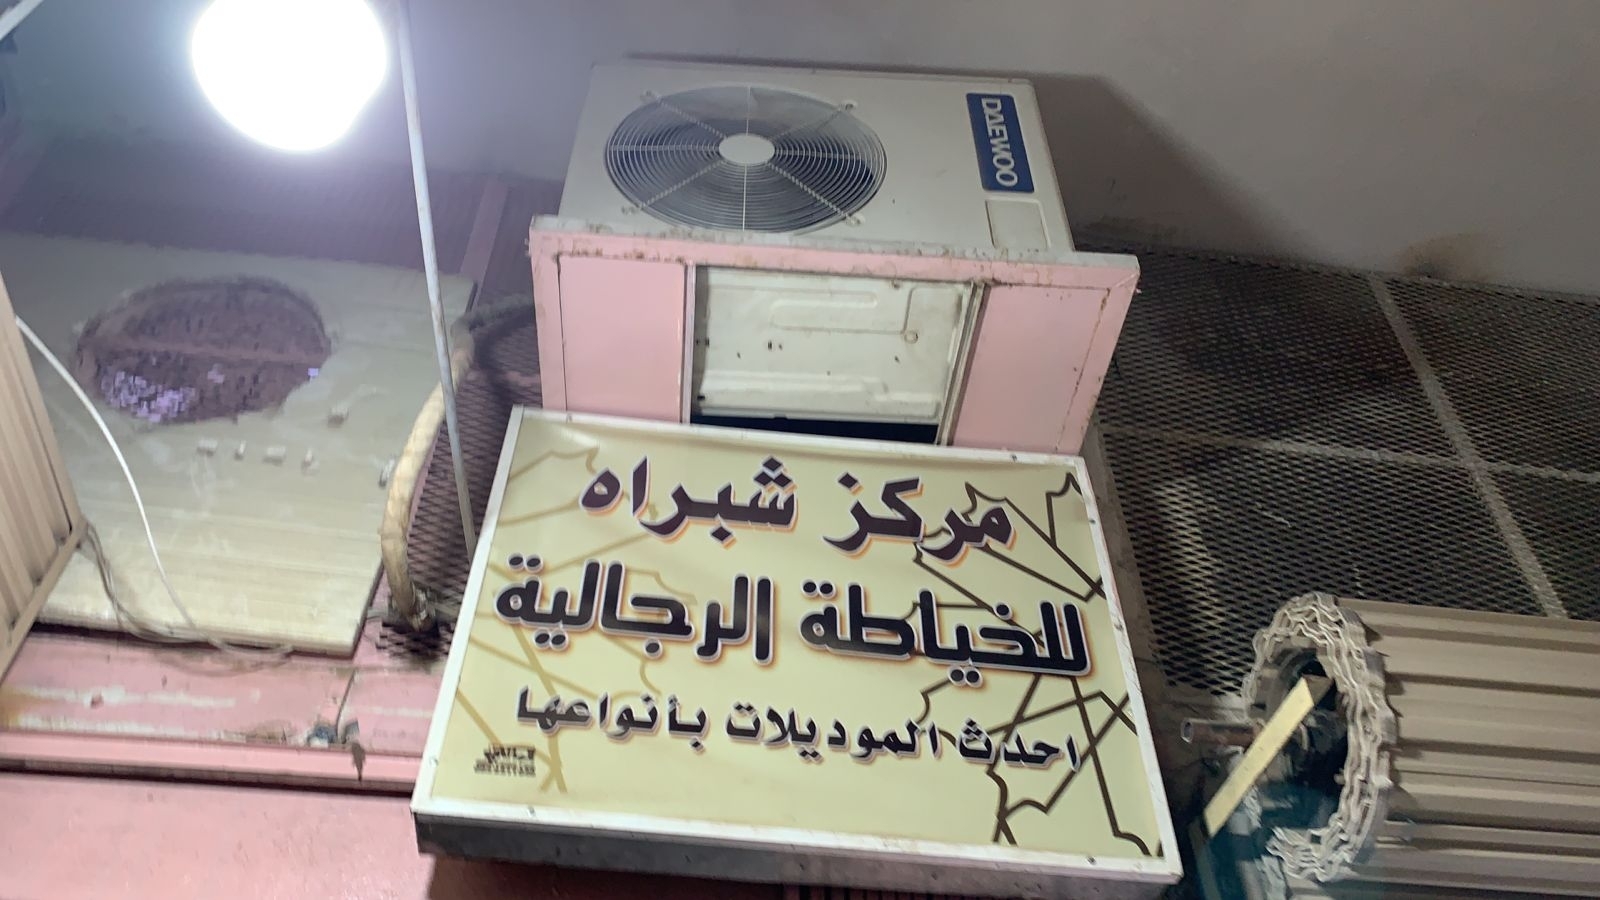 DAEWOO
مركز شبراه
للخياطة الرجالية
احدث الموديلات بأنواعها